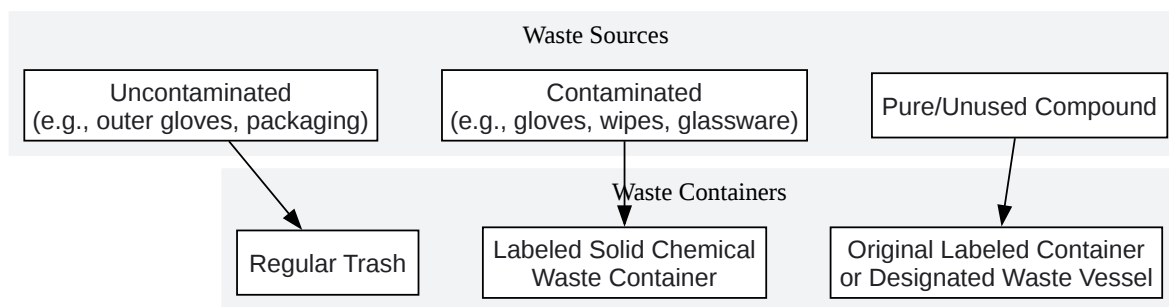 Waste Sources
Uncontaminated
(e.g., outer gloves, packaging)
Contaminated
(e.g., gloves, wipes, glassware)
Pure/Unused Compound
Waste Containers
Regular Trash
Labeled Solid Chemical
Waste Container
Original Labeled Container
or Designated Waste Vessel